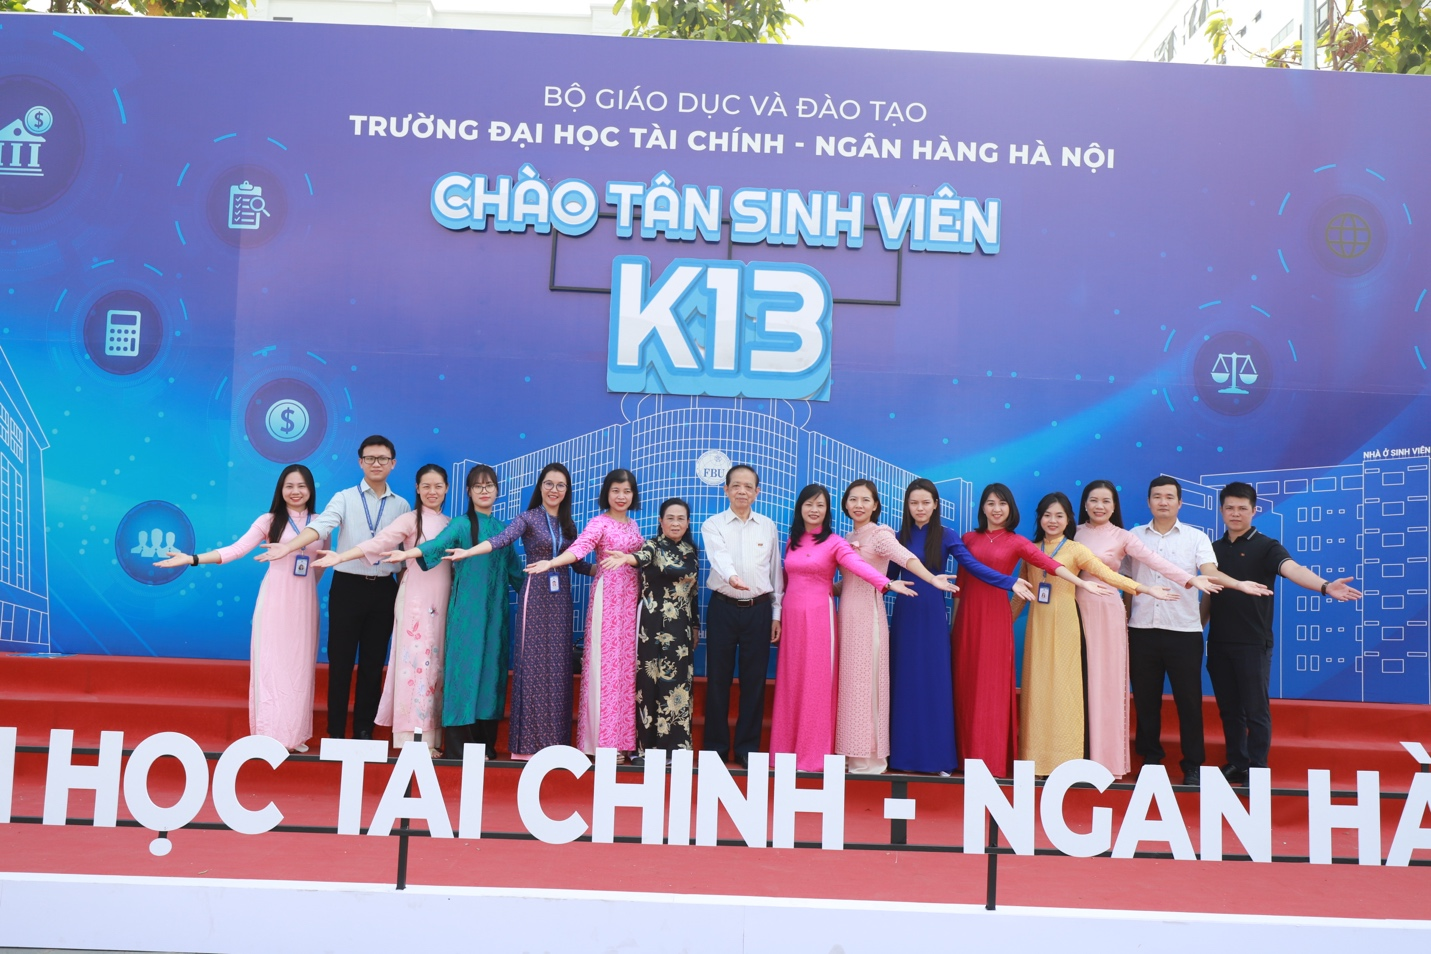 BỘ GIÁO DỤC VÀ ĐÀO TẠO
TRƯỜNG ĐẠI HỌC TÀI CHÍNH - NGÂN HÀNG HÀ NỘI
CHÀO TÂN SINH VIÊN
K13
FBU
NHÀ Ở SINH VIÊN
HỌC TÀI CHINH - NGAN HÀ